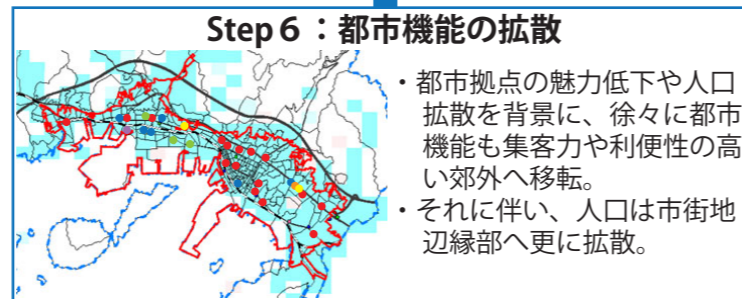 Step６：都市機能の拡散
・都市拠点の魅力低下や人口
拡散を背景に、徐々に都市
機能も集客力や利便性の高
い郊外へ移転。
・それに伴い、人口は市街地
辺縁部へ更に拡散。